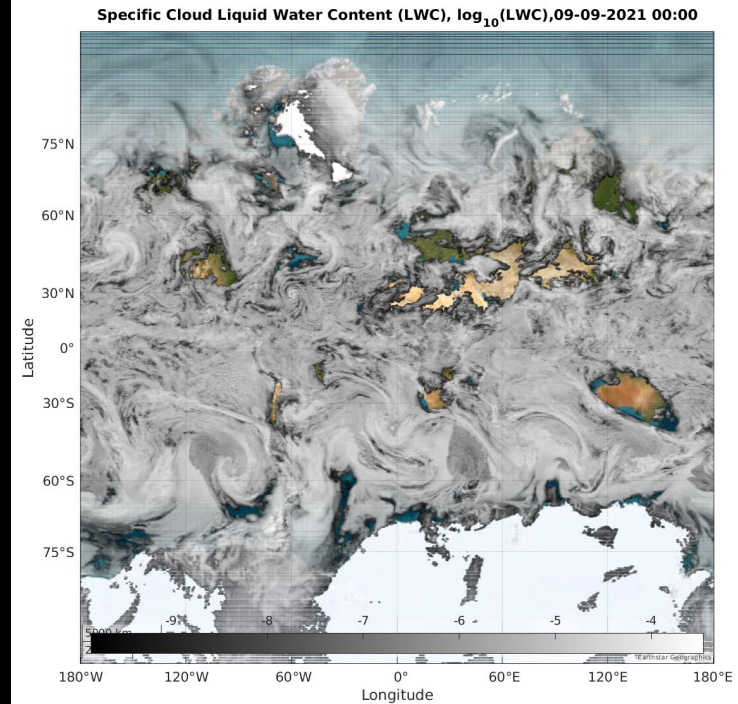 Specific Cloud Liquid Water Content (LWC), log10(LWC),09-09-2021 00:00
75°N
60°N
30°N
0°
30°S
60°S
75°S
Latitude
-9 -8 -7 -6 -5 -4
5000 km
2
Earthstar Geographics
180°W 120°W 60°W 0° 60°E 120°E 180°E
Longitude